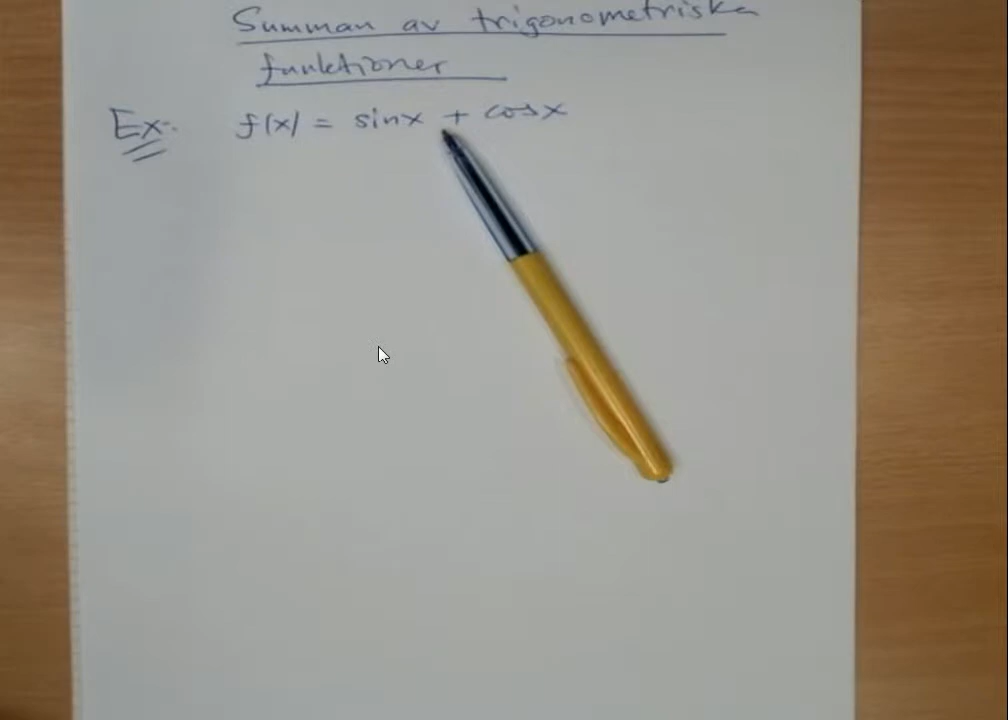 Summan av trigonometriska
funktioner
Ex:. f(x) = sinx + cosx